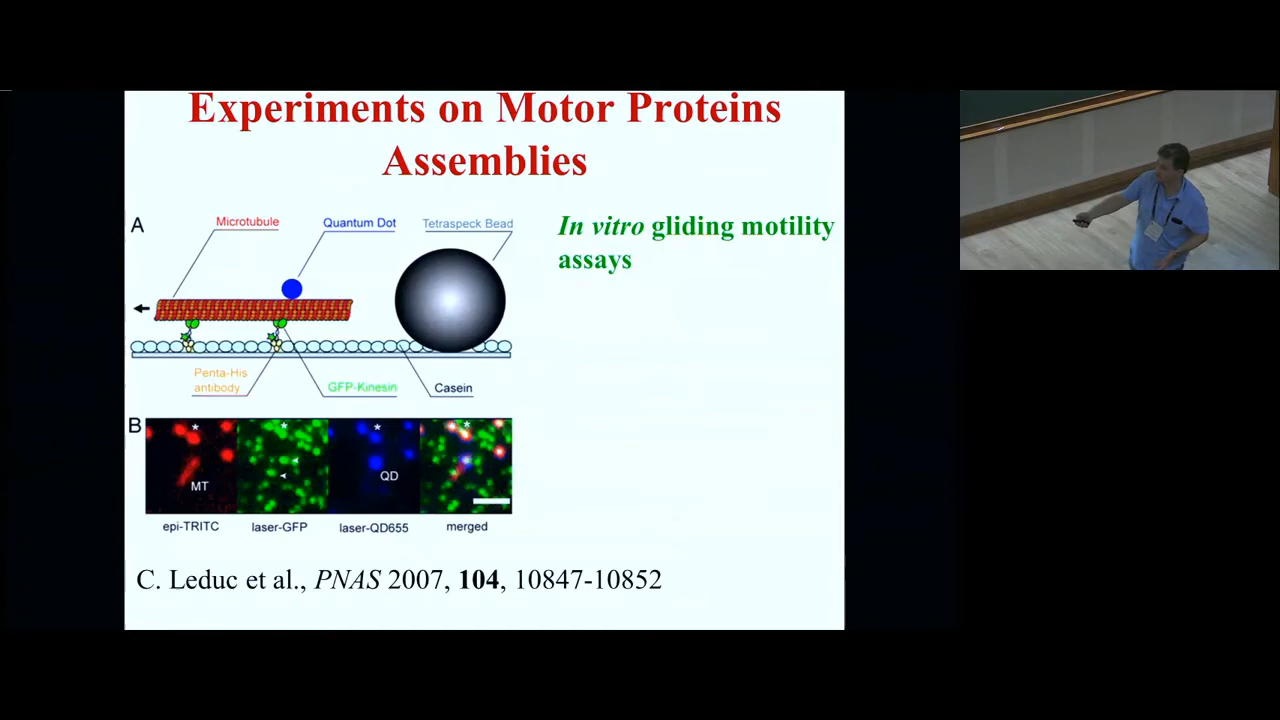 Experiments on Motor Proteins
Assemblies
A
Microtubule
Quantum Dot
Tetraspeck Bead
In vitro gliding motility
assays
Penta-His
antibody
GFP-Kinesin
Casein
B
MT
QD
epi-TRITC
laser-GFP
laser-QD655
merged
C. Leduc et al., PNAS 2007, 104, 10847-10852